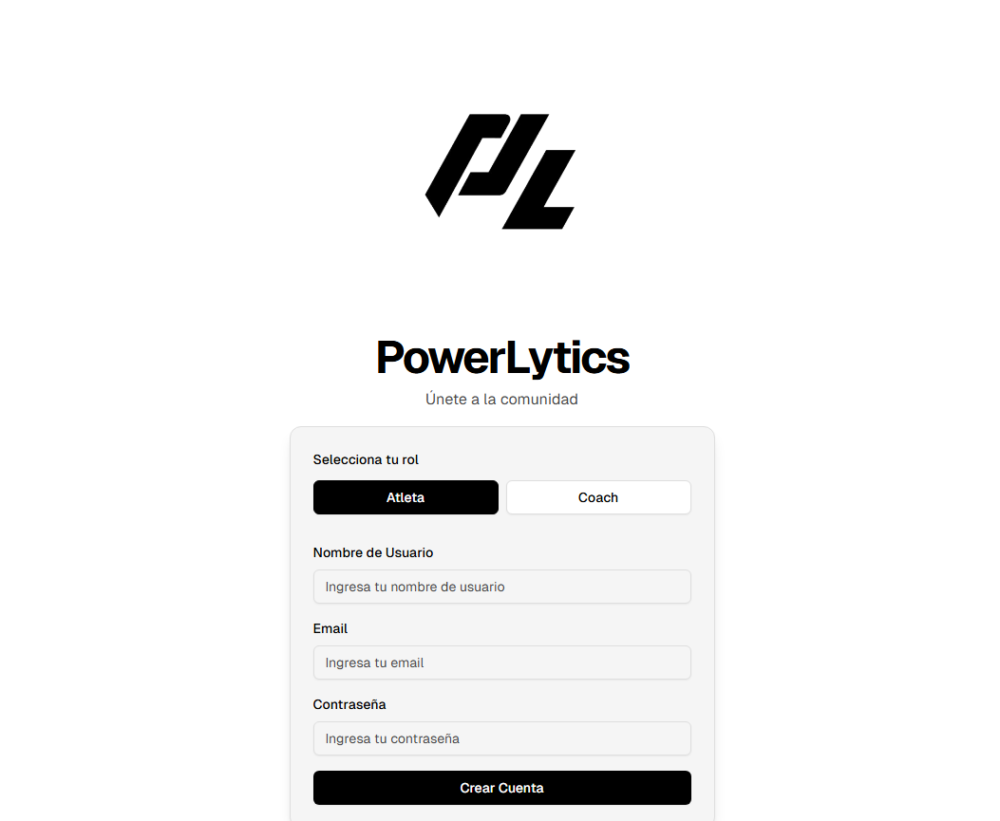 PL
PowerLytics
Únete a la comunidad
Selecciona tu rol
Atleta
Coach
Nombre de Usuario
Ingresa tu nombre de usuario
Email
Ingresa tu email
Contraseña
Ingresa tu contraseña
Crear Cuenta